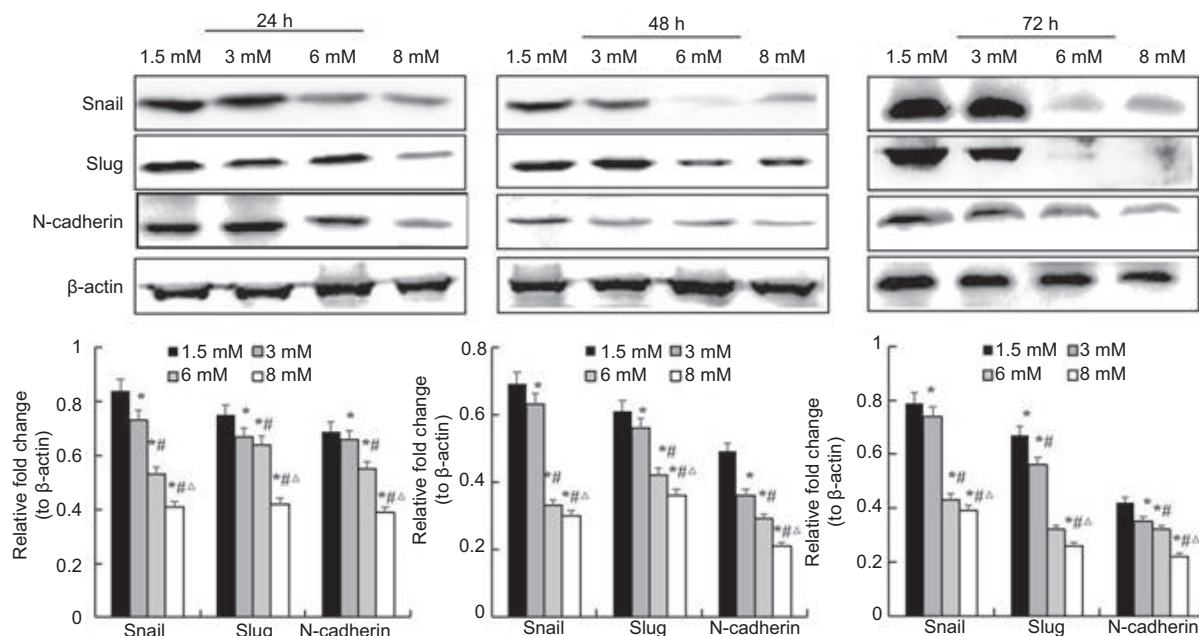 24 h 48 h 72 h
1.5 mM 3 mM 6 mM 8 mM 1.5 mM 3 mM 6 mM 8 mM 1.5 mM 3 mM 6 mM 8 mM
Snail
Slug
N-cadherin
β-actin
Relative fold change
(to β-actin)
1
0.8
0.6
0.4
0.2
0
1.5 mM 3 mM
6 mM 8 mM
* *# *#△
* *# *#△
* *# *#△
Snail Slug N-cadherin
Relative fold change
(to β-actin)
0.8
0.6
0.4
0.2
0
1.5 mM 3 mM
6 mM 8 mM
* *# *#△
* *# *#△
* *# *#△
Snail Slug N-cadherin
Relative fold change
(to β-actin)
1
0.8
0.6
0.4
0.2
0
1.5 mM 3 mM
6 mM 8 mM
* *# *#△
* *# *#△
* *# *#△
Snail Slug N-cadherin